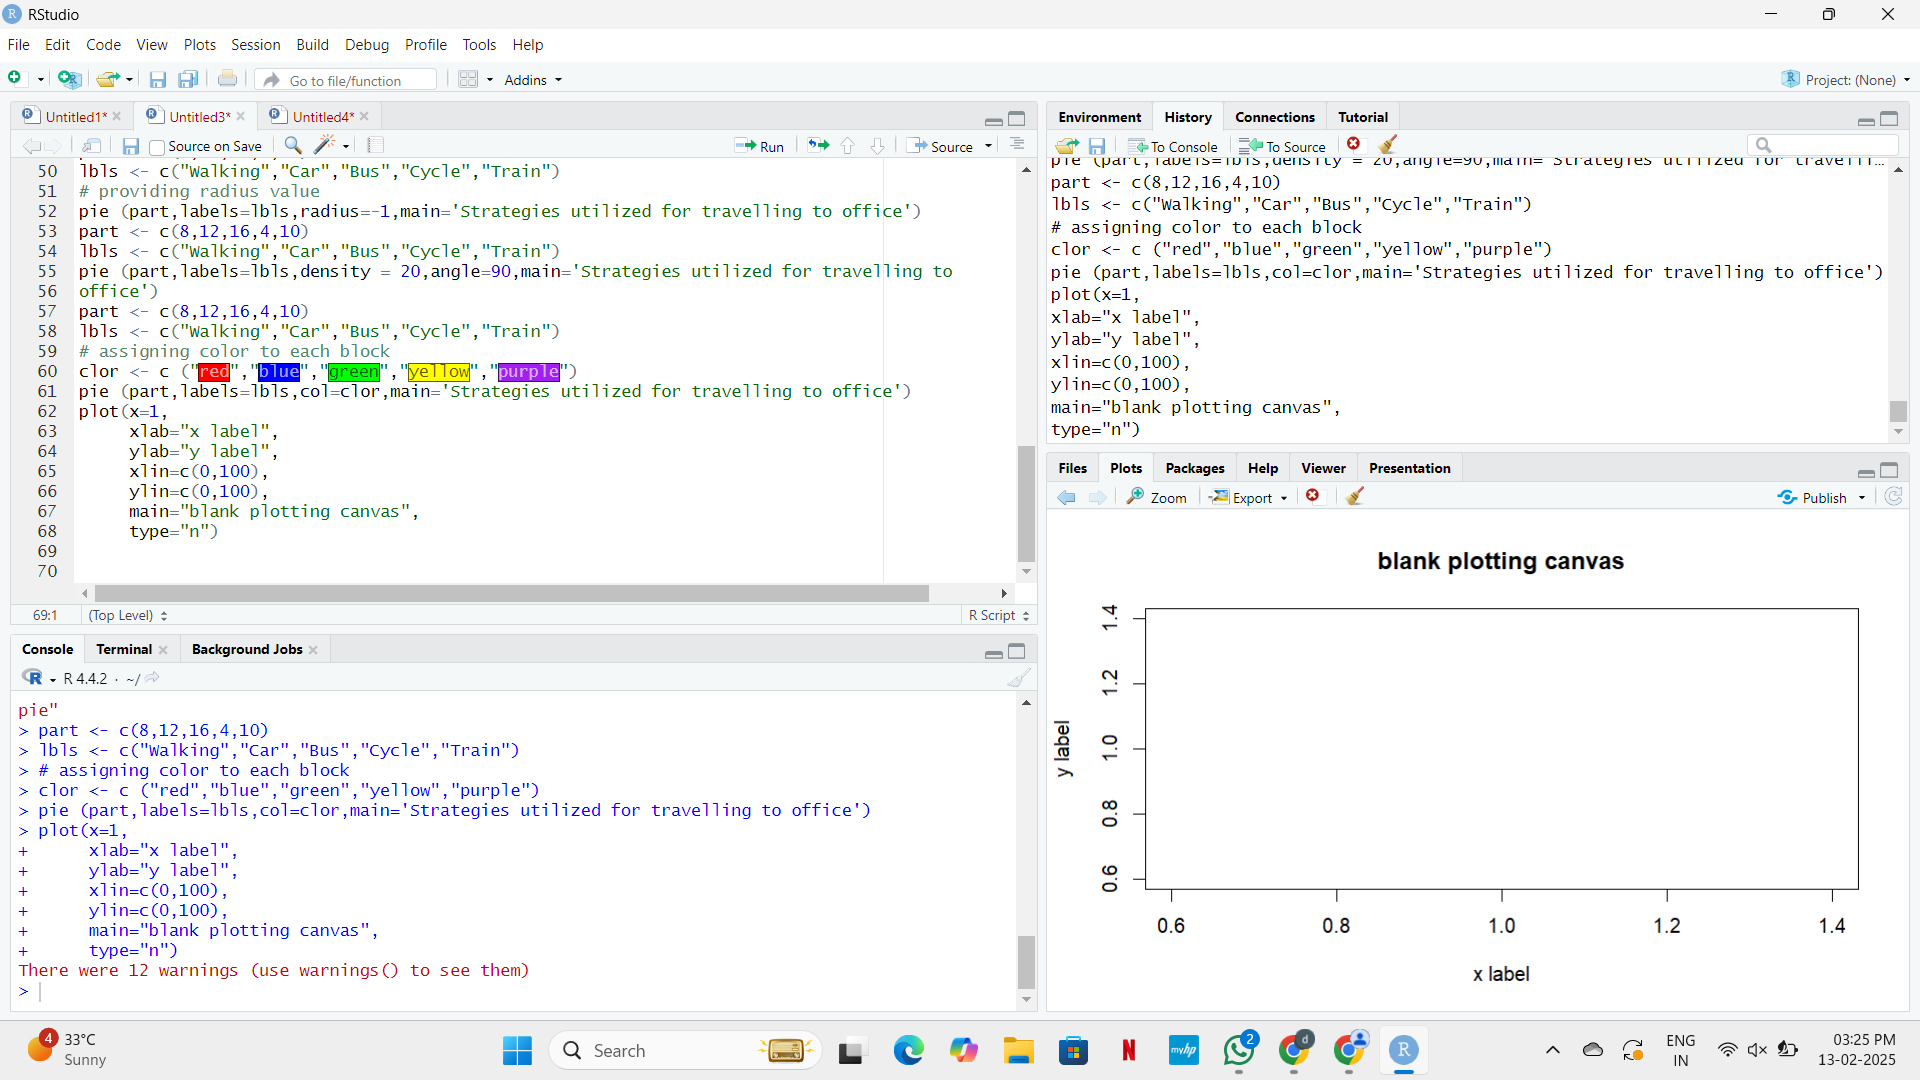 RStudio
File Edit Code View Plots Session Build Debug Profile Tools Help
Go to file/function Addins Project: (None)
Untitled1* Untitled3* Untitled4*
Source on Save Run Source
50 lbls <- c("Walking","Car","Bus","Cycle","Train")
51 # providing radius value
52 pie (part,labels=lbls,radius=-1,main='Strategies utilized for travelling to office')
53 part <- c(8,12,16,4,10)
54 lbls <- c("Walking","Car","Bus","Cycle","Train")
55 pie (part,labels=lbls,density = 20,angle=90,main='Strategies utilized for travelling to
56 office')
57 part <- c(8,12,16,4,10)
58 lbls <- c("Walking","Car","Bus","Cycle","Train")
59 # assigning color to each block
60 clor <- c ("red","blue","green","yellow","purple")
61 pie (part,labels=lbls,col=clor,main='Strategies utilized for travelling to office')
62 plot(x=1,
63 xlab="x label",
64 ylab="y label",
65 xlin=c(0,100),
66 ylin=c(0,100),
67 main="blank plotting canvas",
68 type="n")
69
70
69:1 (Top Level) R Script
Console Terminal Background Jobs
R 4.4.2 · ~/
pie"
> part <- c(8,12,16,4,10)
> lbls <- c("Walking","Car","Bus","Cycle","Train")
> # assigning color to each block
> clor <- c ("red","blue","green","yellow","purple")
> pie (part,labels=lbls,col=clor,main='Strategies utilized for travelling to office')
> plot(x=1,
+ xlab="x label",
+ ylab="y label",
+ xlin=c(0,100),
+ ylin=c(0,100),
+ main="blank plotting canvas",
+ type="n")
There were 12 warnings (use warnings() to see them)
>
Environment History Connections Tutorial
To Console To Source
pie (part,labels=lbls,density = 20,angle=90,main='Strategies utilized for travelli...
part <- c(8,12,16,4,10)
lbls <- c("Walking","Car","Bus","Cycle","Train")
# assigning color to each block
clor <- c ("red","blue","green","yellow","purple")
pie (part,labels=lbls,col=clor,main='Strategies utilized for travelling to office')
plot(x=1,
xlab="x label",
ylab="y label",
xlin=c(0,100),
ylin=c(0,100),
main="blank plotting canvas",
type="n")
Files Plots Packages Help Viewer Presentation
Zoom Export Publish
blank plotting canvas
1.4
1.2
1.0
0.8
0.6
y label
0.6 0.8 1.0 1.2 1.4
x label
4 33°C
Sunny
Search
N
myhp
2
d
R
ENG
IN
03:25 PM
13-02-2025